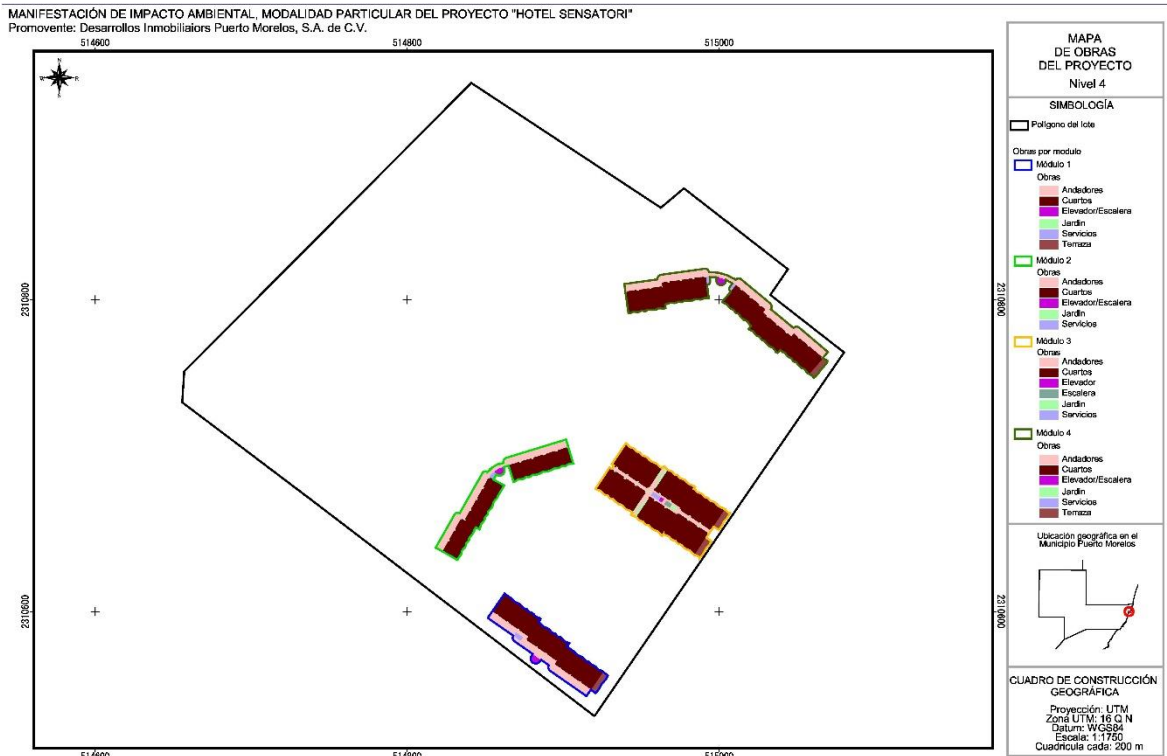 MANIFESTACIÓN DE IMPACTO AMBIENTAL, MODALIDAD PARTICULAR DEL PROYECTO "HOTEL SENSATORI"
Promovente: Desarrollos Inmobiliaiors Puerto Morelos, S.A. de C.V.
514600 514800 515000
N
2310800
2310600
2310800
2310600
514600 514800 515000
MAPA
DE OBRAS
DEL PROYECTO
Nivel 4
SIMBOLOGÍA
Polígono del lote
Obras por modulo
Módulo 1
Obras
Andadores
Cuartos
Elevador/Escalera
Jardin
Servicios
Terraza
Módulo 2
Obras
Andadores
Cuartos
Elevador/Escalera
Jardin
Servicios
Módulo 3
Obras
Andadores
Cuartos
Elevador
Escalera
Jardin
Servicios
Módulo 4
Obras
Andadores
Cuartos
Elevador/Escalera
Jardin
Servicios
Terraza
Ubicación geográfica en el
Municipio Puerto Morelos
CUADRO DE CONSTRUCCIÓN
GEOGRÁFICA
Proyección: UTM
Zona UTM: 16 Q N
Datum: WGS84
Escala: 1:1750
Cuadrícula cada: 200 m